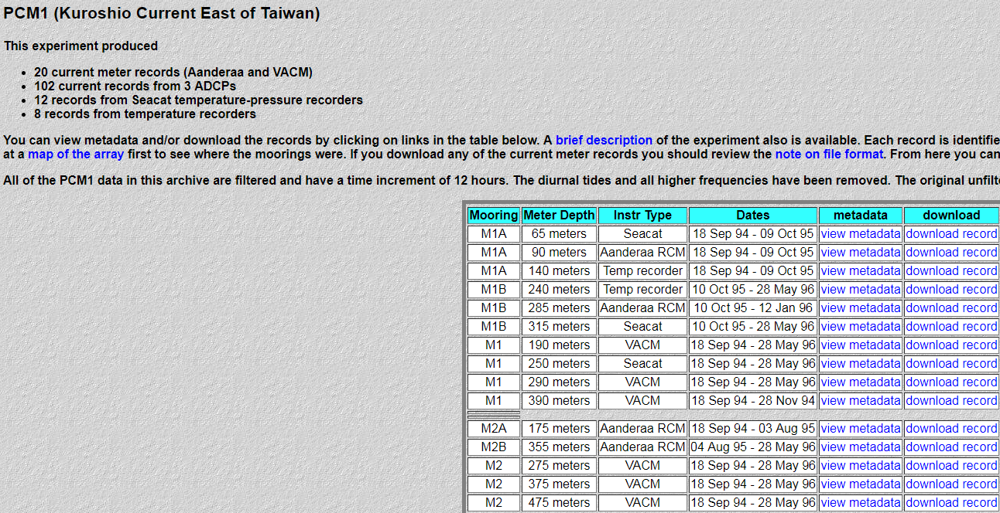 PCM1 (Kuroshio Current East of Taiwan)
This experiment produced
• 20 current meter records (Aanderaa and VACM)
• 102 current records from 3 ADCPs
• 12 records from Seacat temperature-pressure recorders
• 8 records from temperature recorders
You can view metadata and/or download the records by clicking on links in the table below. A brief description of the experiment also is available. Each record is identifie
at a map of the array first to see where the moorings were. If you download any of the current meter records you should review the note on file format. From here you can
All of the PCM1 data in this archive are filtered and have a time increment of 12 hours. The diurnal tides and all higher frequencies have been removed. The original unfilt
Mooring Meter Depth Instr Type Dates metadata download
M1A 65 meters Seacat 18 Sep 94 - 09 Oct 95 view metadata download record
M1A 90 meters Aanderaa RCM 18 Sep 94 - 09 Oct 95 view metadata download record
M1A 140 meters Temp recorder 18 Sep 94 - 09 Oct 95 view metadata download record
M1B 240 meters Temp recorder 10 Oct 95 - 28 May 96 view metadata download record
M1B 285 meters Aanderaa RCM 10 Oct 95 - 12 Jan 96 view metadata download record
M1B 315 meters Seacat 10 Oct 95 - 28 May 96 view metadata download record
M1 190 meters VACM 18 Sep 94 - 28 May 96 view metadata download record
M1 250 meters Seacat 18 Sep 94 - 28 May 96 view metadata download record
M1 290 meters VACM 18 Sep 94 - 28 May 96 view metadata download record
M1 390 meters VACM 18 Sep 94 - 28 Nov 94 view metadata download record
M2A 175 meters Aanderaa RCM 18 Sep 94 - 03 Aug 95 view metadata download record
M2B 355 meters Aanderaa RCM 04 Aug 95 - 28 May 96 view metadata download record
M2 275 meters VACM 18 Sep 94 - 28 May 96 view metadata download record
M2 375 meters VACM 18 Sep 94 - 28 May 96 view metadata download record
M2 475 meters VACM 18 Sep 94 - 28 May 96 view metadata download record